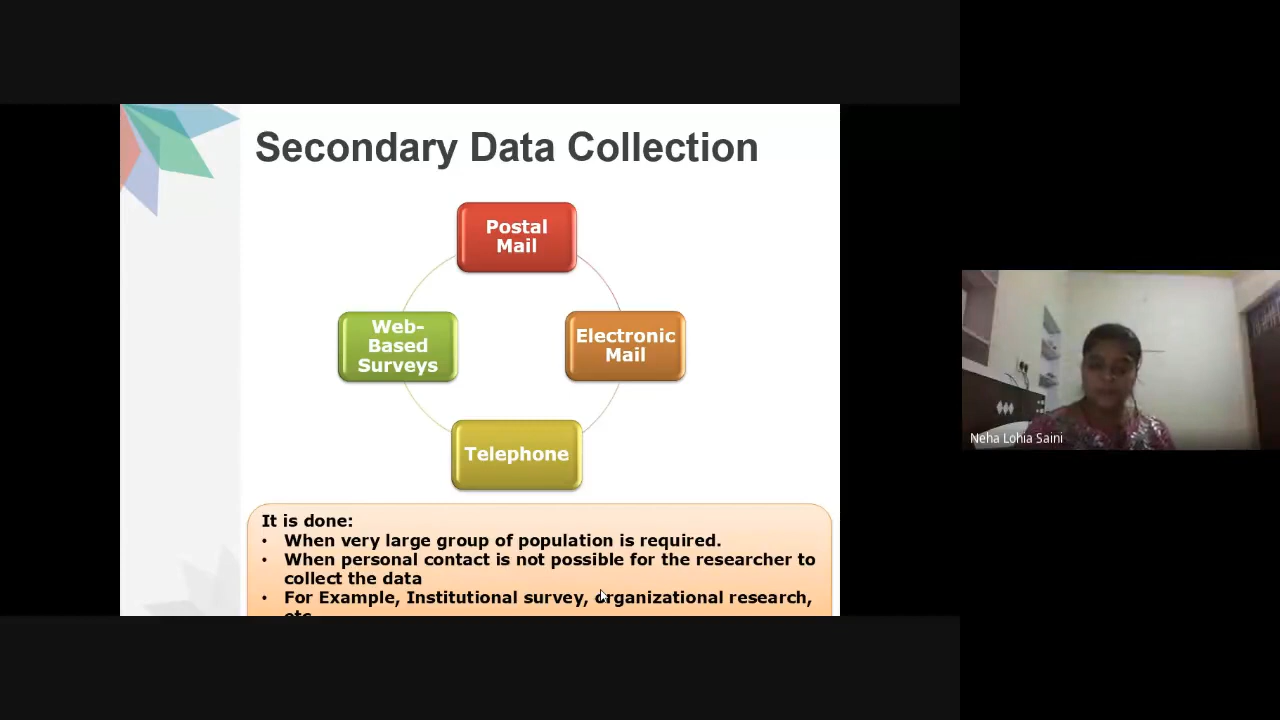 Secondary Data Collection
Postal
Mail
Web-
Based
Surveys
Electronic
Mail
Telephone
It is done:
• When very large group of population is required.
• When personal contact is not possible for the researcher to
collect the data
• For Example, Institutional survey, organizational research,
etc
Neha Lohia Saini